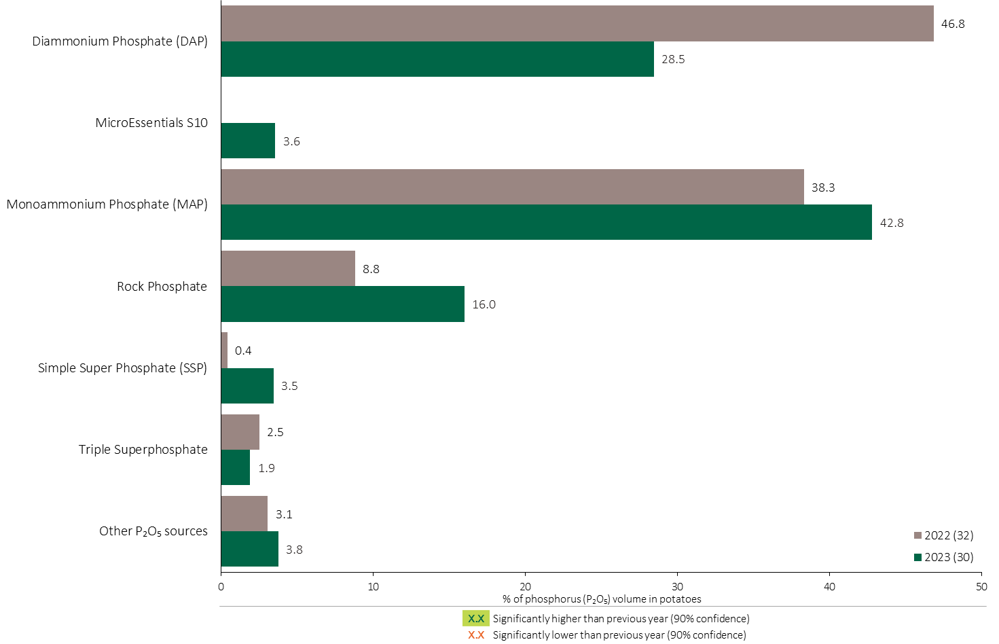 46.8
Diammonium Phosphate (DAP)
28.5
MicroEssentials S10
3.6
38.3
Monoammonium Phosphate (MAP)
42.8
8.8
Rock Phosphate
16.0
0.4
Simple Super Phosphate (SSP)
3.5
2.5
Triple Superphosphate
1.9
3.1
Other P₂O₅ sources
3.8
2022 (32)
2023 (30)
0 10 20 30 40 50
% of phosphorus (P₂O₅) volume in potatoes
X.X Significantly higher than previous year (90% confidence)
X.X Significantly lower than previous year (90% confidence)